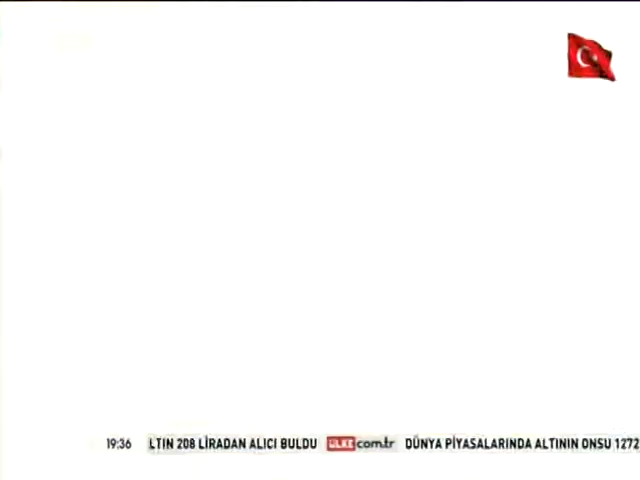 19:36 LTIN 208 LİRADAN ALICI BULDU ÜLKE com.tr DÜNYA PİYASALARINDA ALTININ ONSU 1272